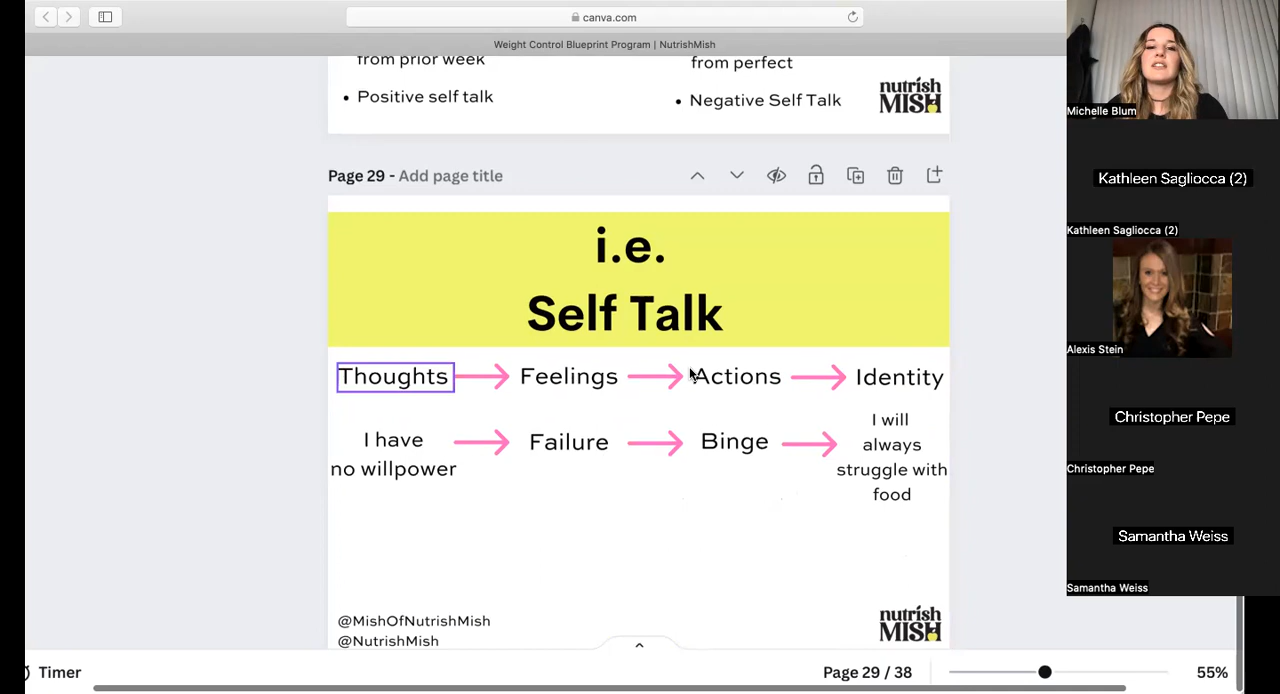 canva.com
Weight Control Blueprint Program | NutrishMish
from prior week
from perfect
• Positive self talk
• Negative Self Talk
nutrish
MISH
Page 29 - Add page title
i.e.
Self Talk
Thoughts
Feelings
Actions
Identity
I have
no willpower
Failure
Binge
I will
always
struggle with
food
@MishOfNutrishMish
@NutrishMish
nutrish
MISH
Timer
Page 29 / 38
55%
Michelle Blum
Kathleen Sagliocca (2)
Kathleen Sagliocca (2)
Alexis Stein
Christopher Pepe
Christopher Pepe
Samantha Weiss
Samantha Weiss